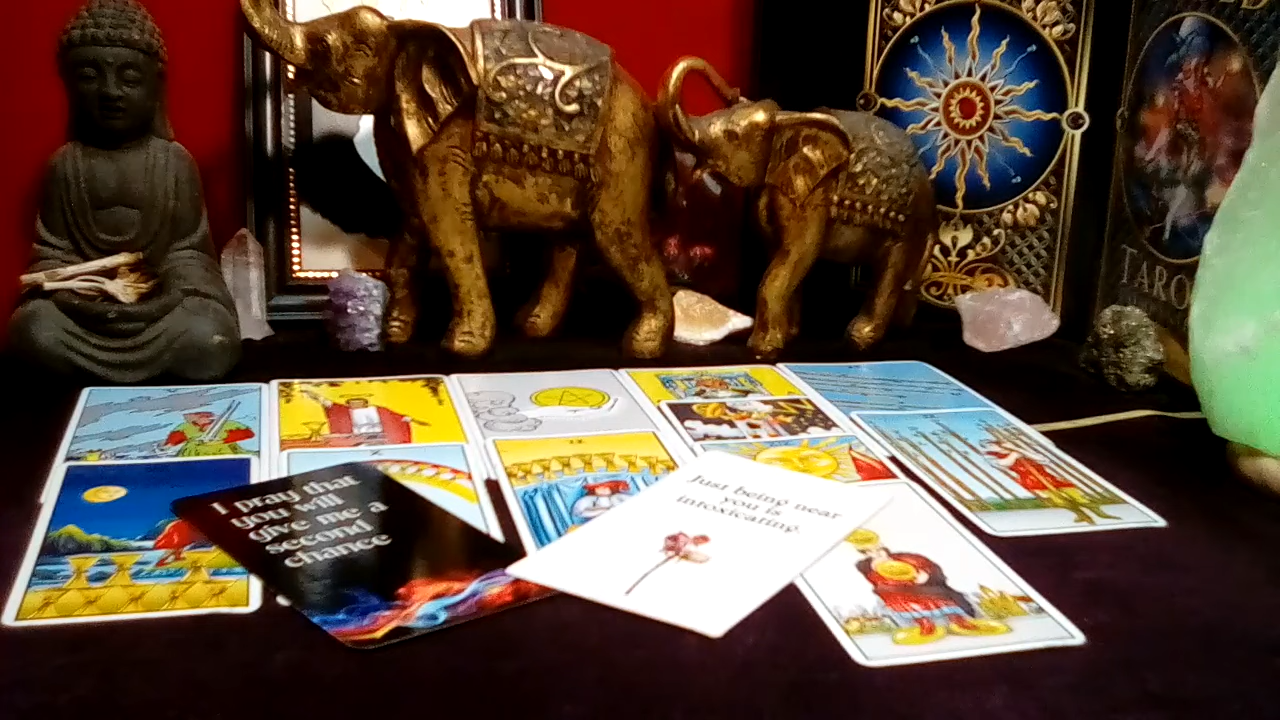 TARO
I pray that
you will
give me a
second
chance
Just being near
you is
intoxicating.